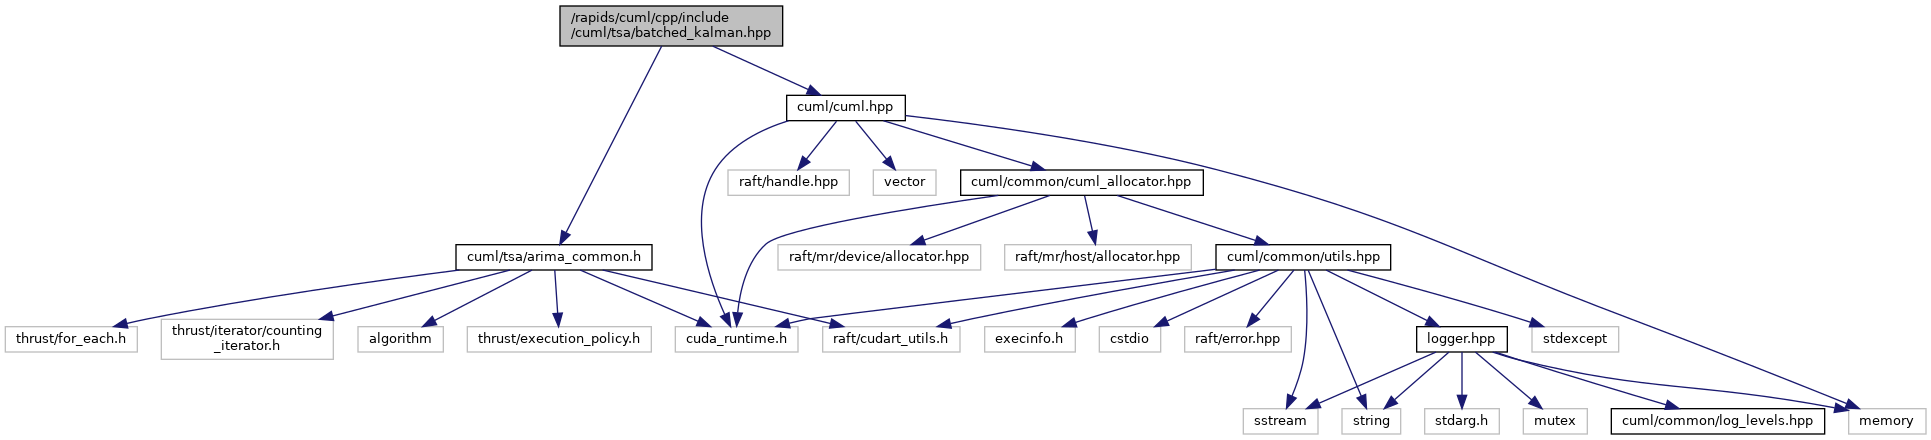 /rapids/cuml/cpp/include
/cuml/tsa/batched_kalman.hpp
cuml/cuml.hpp
raft/handle.hpp
vector
cuml/common/cuml_allocator.hpp
cuml/tsa/arima_common.h
raft/mr/device/allocator.hpp
raft/mr/host/allocator.hpp
cuml/common/utils.hpp
thrust/for_each.h
thrust/iterator/counting
_iterator.h
algorithm
thrust/execution_policy.h
cuda_runtime.h
raft/cudart_utils.h
execinfo.h
cstdio
raft/error.hpp
logger.hpp
stdexcept
sstream
string
stdarg.h
mutex
cuml/common/log_levels.hpp
memory